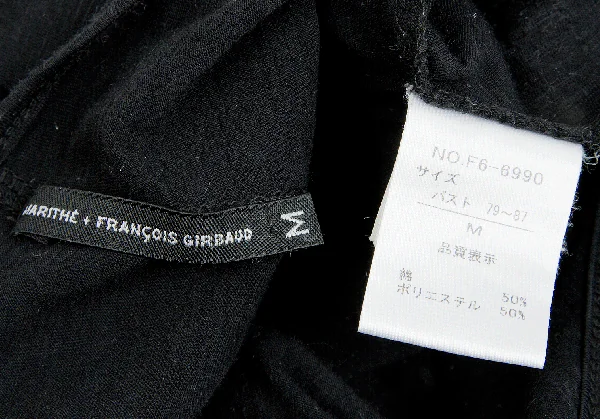 MARITHÉ + FRANÇOIS GIRBAUD
M
NO.F6-6990
サイズ
バスト 79~87
M
品質表示
綿 50%
ポリエステル 50%